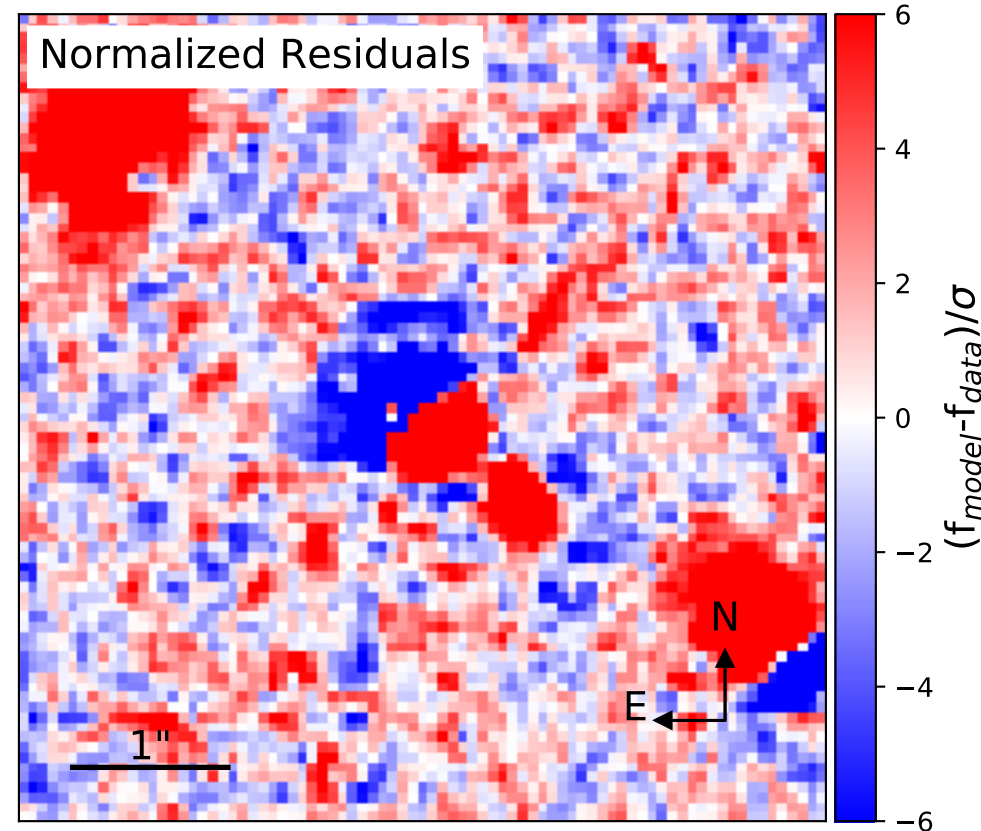 Normalized Residuals
6
4
2
0
−2
−4
−6
(f_model-f_data)/σ
N
E
1"